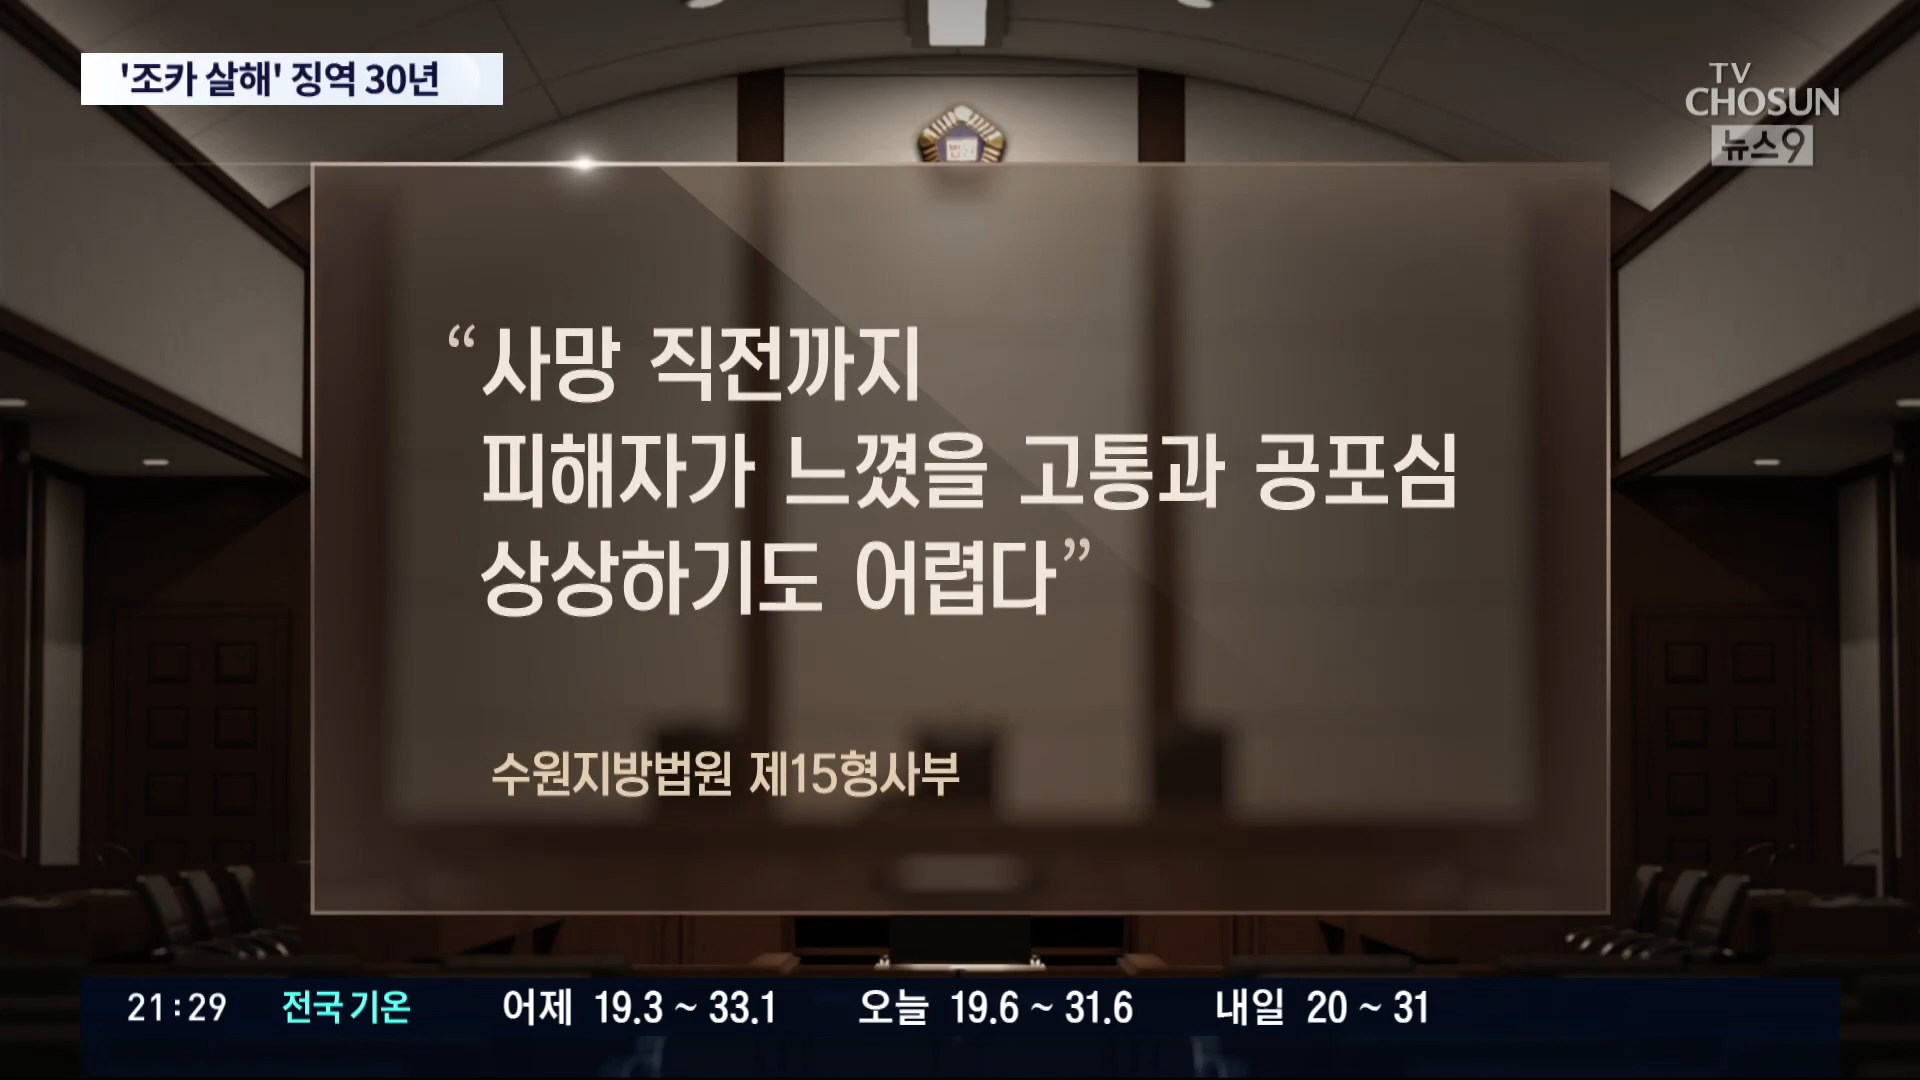 '조카 살해' 징역 30년
TV
CHOSUN
뉴스9
법원
“사망 직전까지
피해자가 느꼈을 고통과 공포심
상상하기도 어렵다”
수원지방법원 제15형사부
21:29 전국 기온 어제 19.3 ~ 33.1 오늘 19.6 ~ 31.6 내일 20 ~ 31